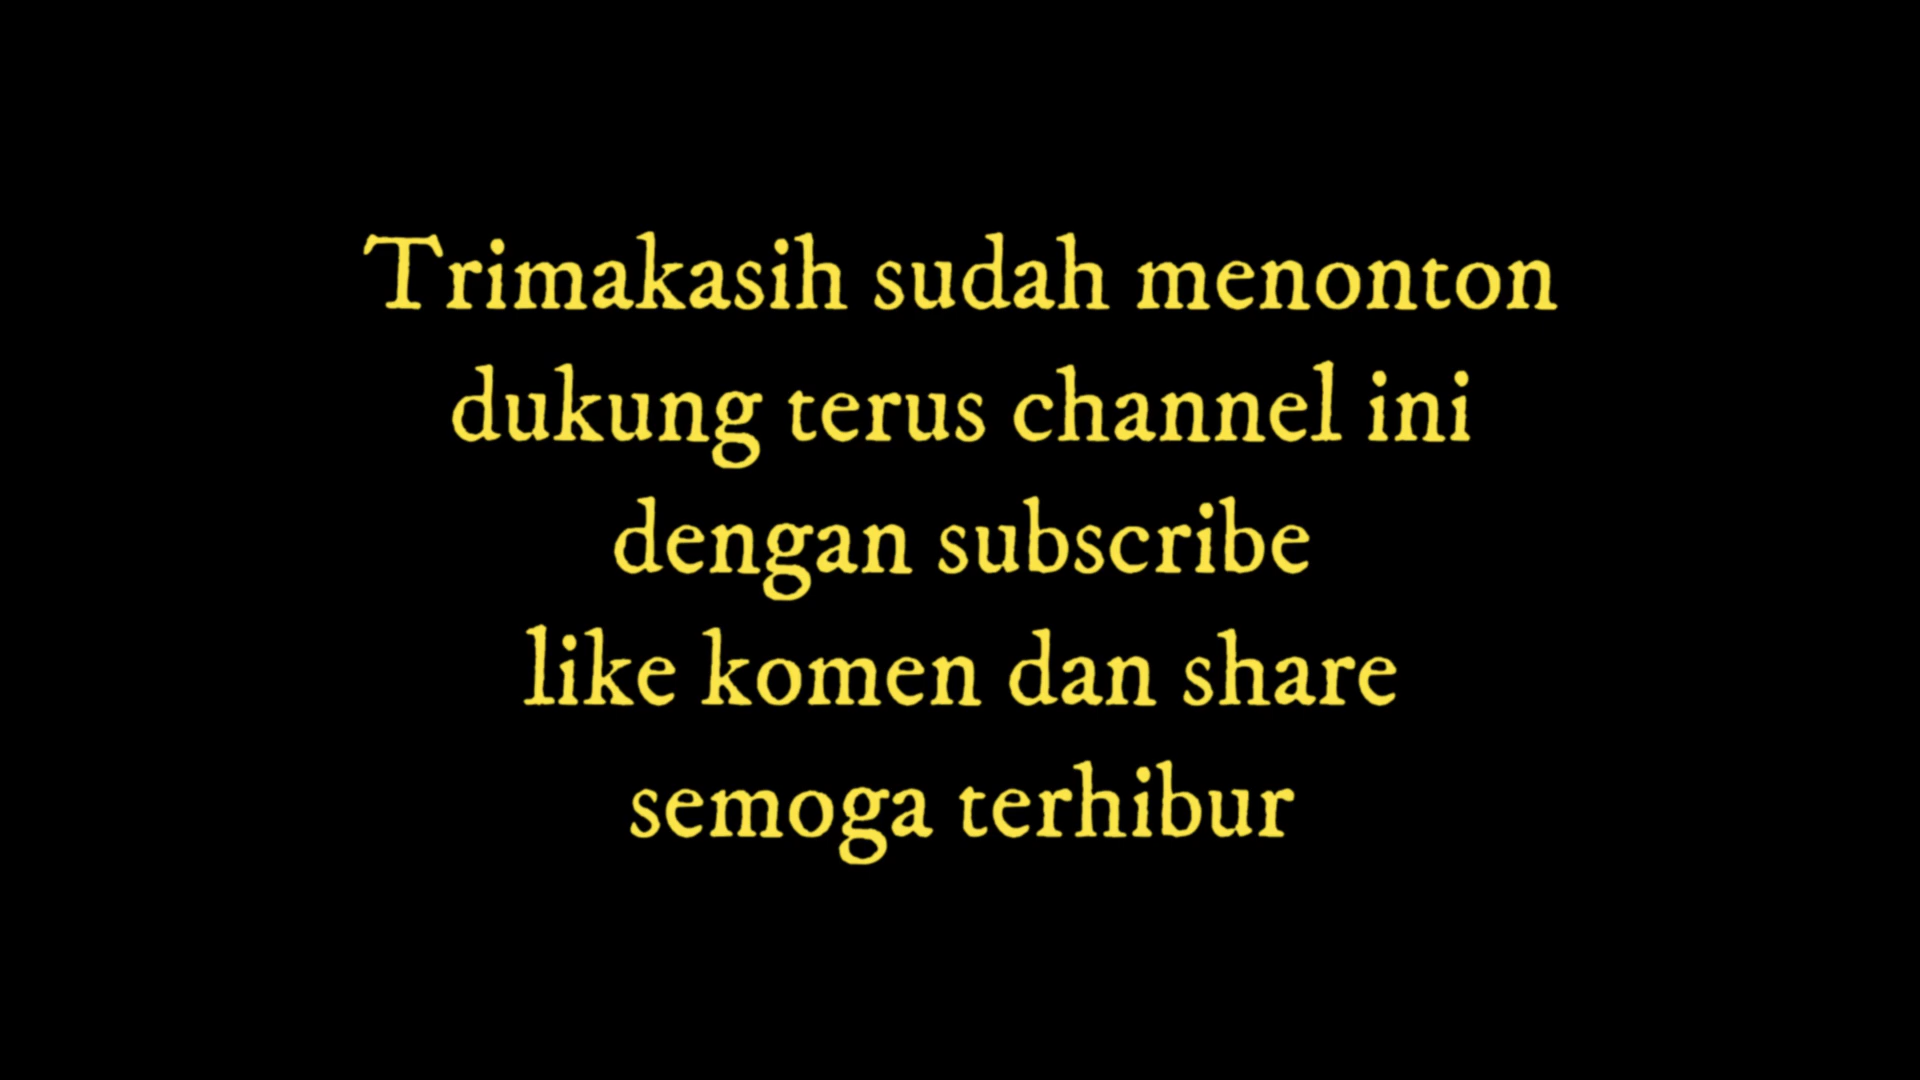 Trimakasih sudah menonton
dukung terus channel ini
dengan subscribe
like komen dan share
semoga terhibur